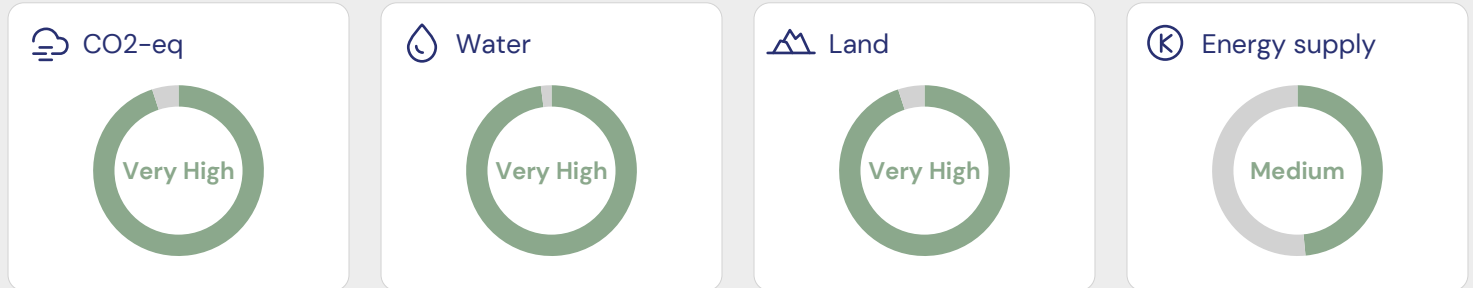 CO2-eq
Very High
Water
Very High
Land
Very High
Energy supply
Medium